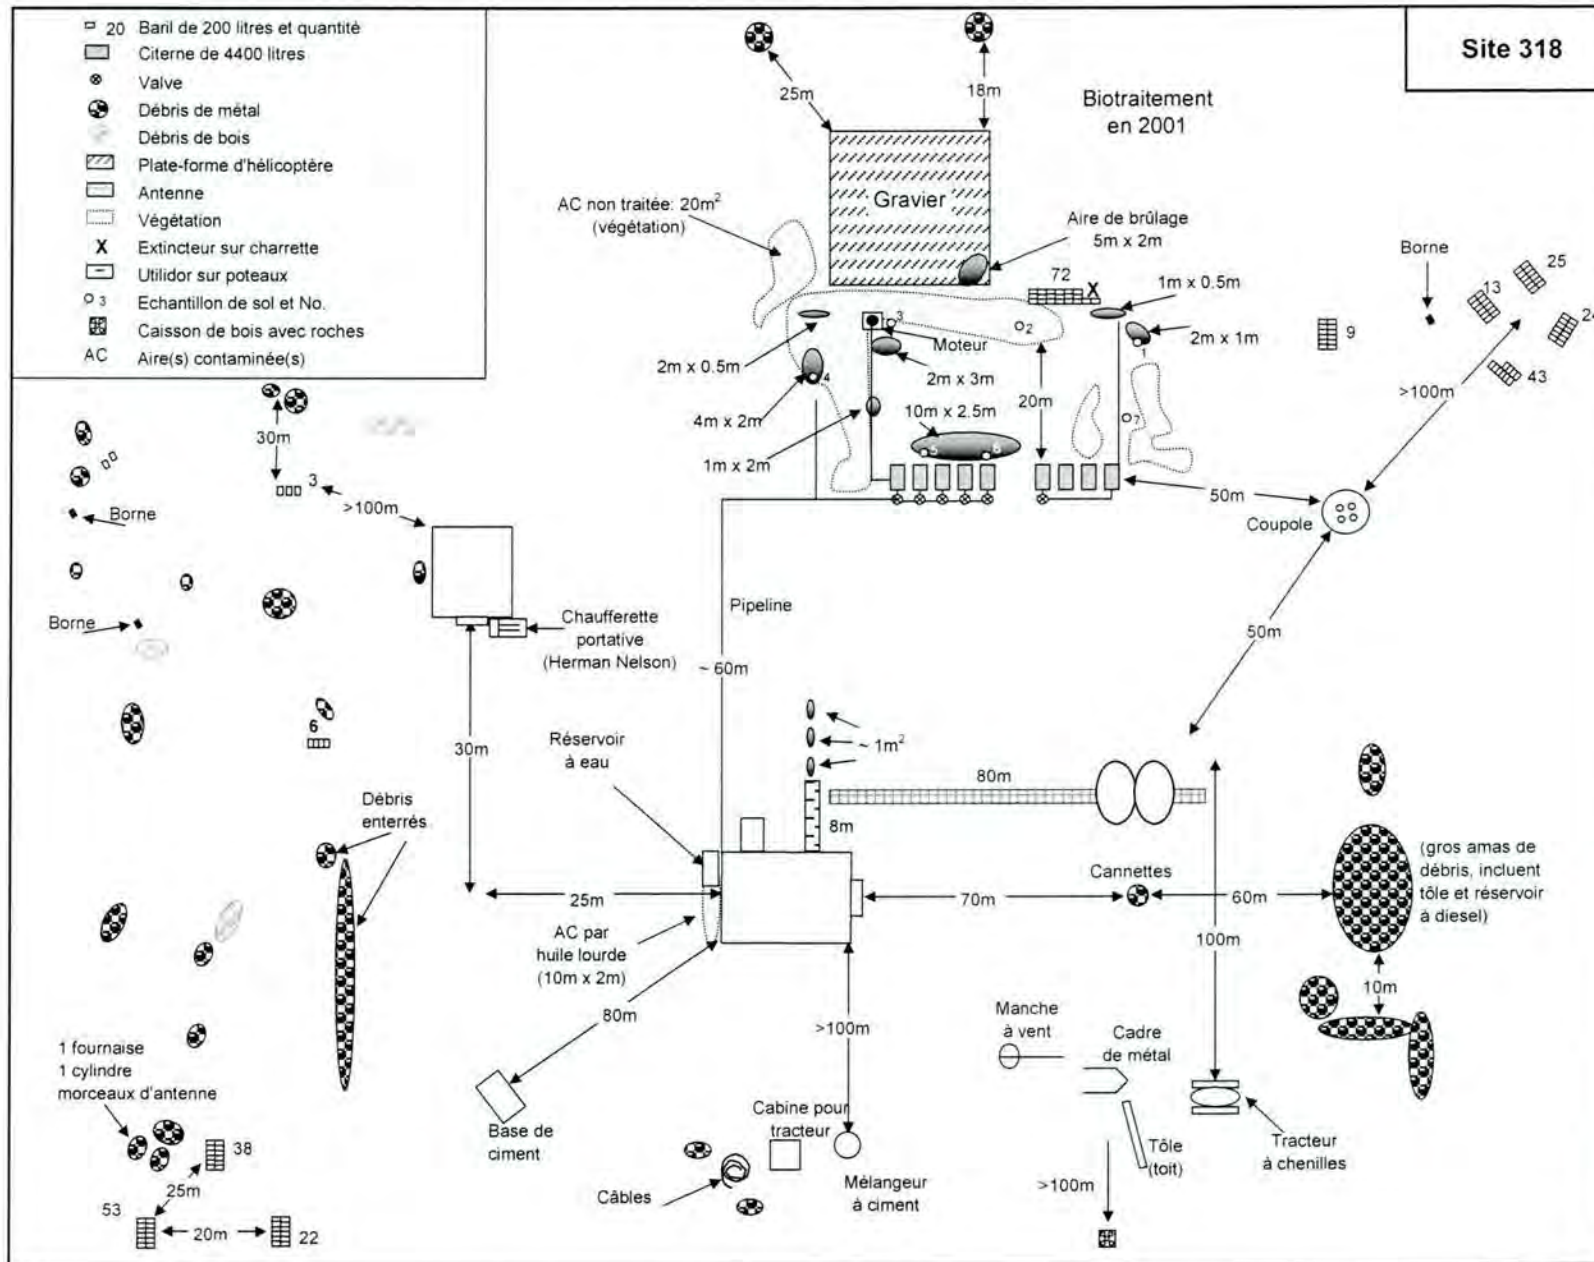 20 Baril de 200 litres et quantité
Citerne de 4400 litres
Valve
Débris de métal
Débris de bois
Plate-forme d'hélicoptère
Antenne
Végétation
X Extincteur sur charrette
Utilidor sur poteaux
3 Echantillon de sol et No.
Caisson de bois avec roches
AC Aire(s) contaminée(s)
Site 318
25m
18m
Biotraitement
en 2001
AC non traitée: 20m²
(végétation)
Gravier
Aire de brûlage
5m x 2m
72
X
1m x 0.5m
Borne
25
13
24
9
43
2m x 1m
1
3
2
Moteur
2m x 0.5m
2m x 3m
4
4m x 2m
20m
10m x 2.5m
7
5
6
1m x 2m
>100m
50m
Coupole
30m
3
>100m
Borne
Borne
Chaufferette
portative
(Herman Nelson)
Pipeline
~ 60m
50m
6
30m
Réservoir
à eau
~ 1m²
80m
8m
Débris
enterrés
Cannettes
(gros amas de
débris, incluent
tôle et réservoir
à diesel)
25m
70m
60m
AC par
huile lourde
(10m x 2m)
100m
10m
80m
>100m
Manche
à vent
Cadre
de métal
1 fournaise
1 cylindre
morceaux d'antenne
Base de
ciment
Cabine pour
tracteur
Tôle
(toit)
Tracteur
à chenilles
38
25m
53
20m
22
Câbles
Mélangeur
à ciment
>100m